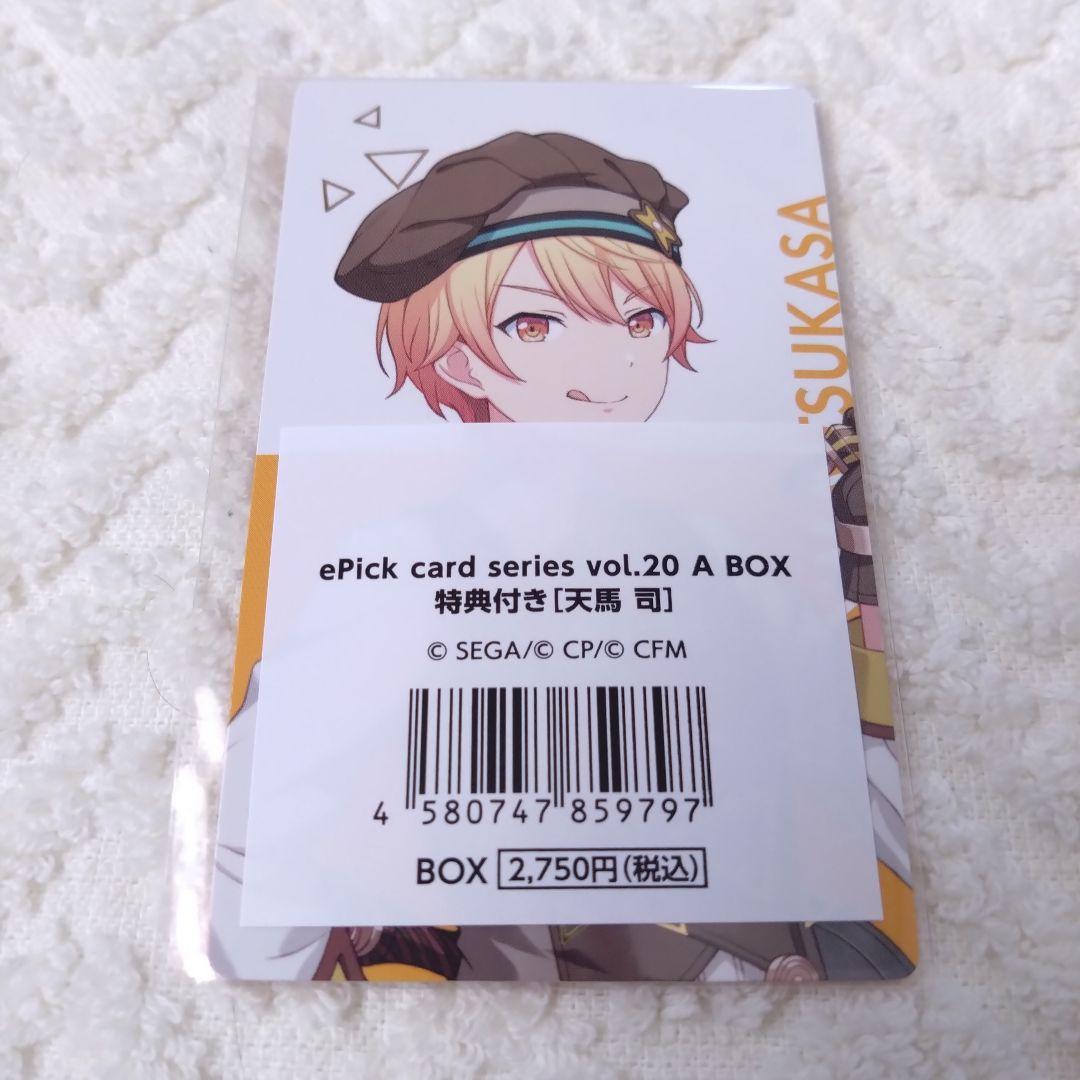 TSUKASA
ePick card series vol.20 A BOX
特典付き[天馬 司]
© SEGA/© CP/© CFM
4 580747 859797
BOX 2,750円(税込)